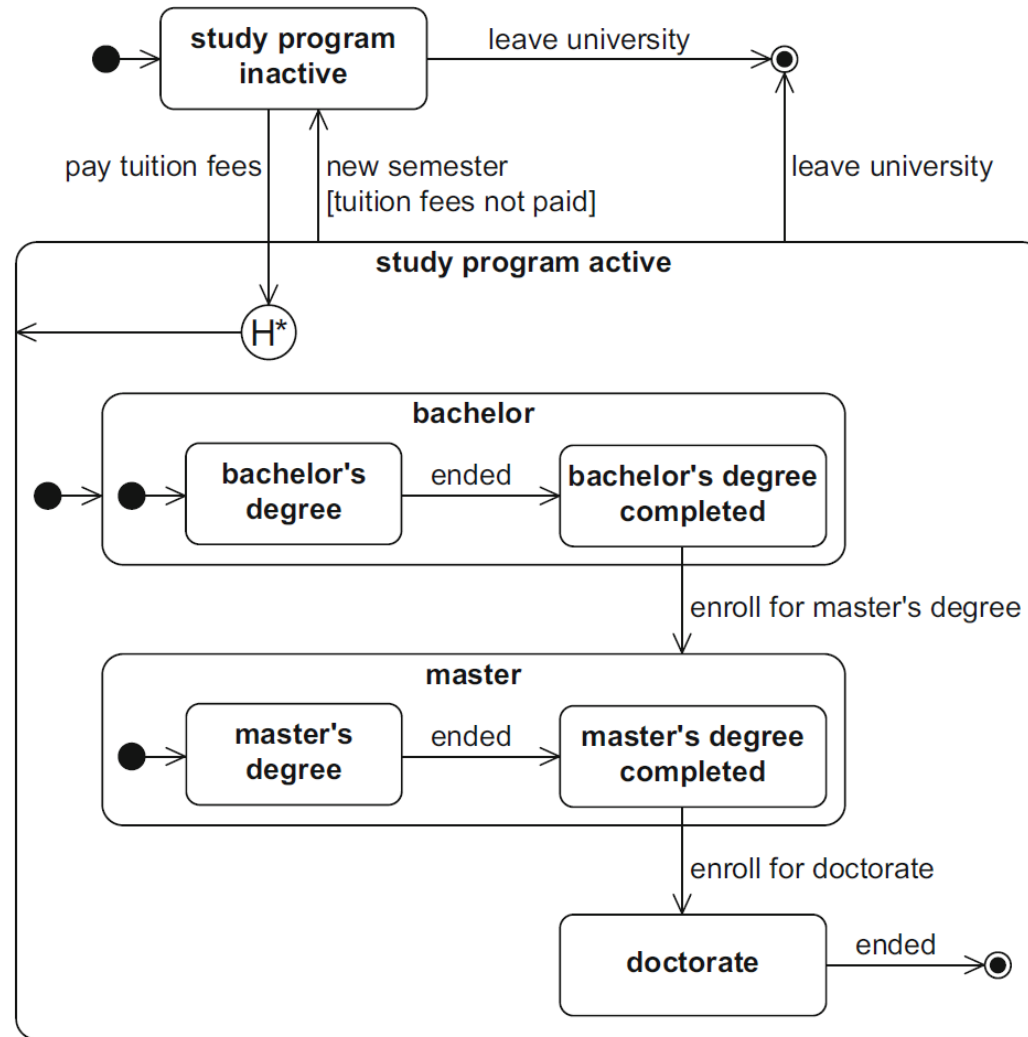 study program
inactive
leave university
pay tuition fees
new semester
[tuition fees not paid]
leave university
study program active
H*
bachelor
bachelor's
degree
ended
bachelor's degree
completed
enroll for master's degree
master
master's
degree
ended
master's degree
completed
enroll for doctorate
doctorate
ended